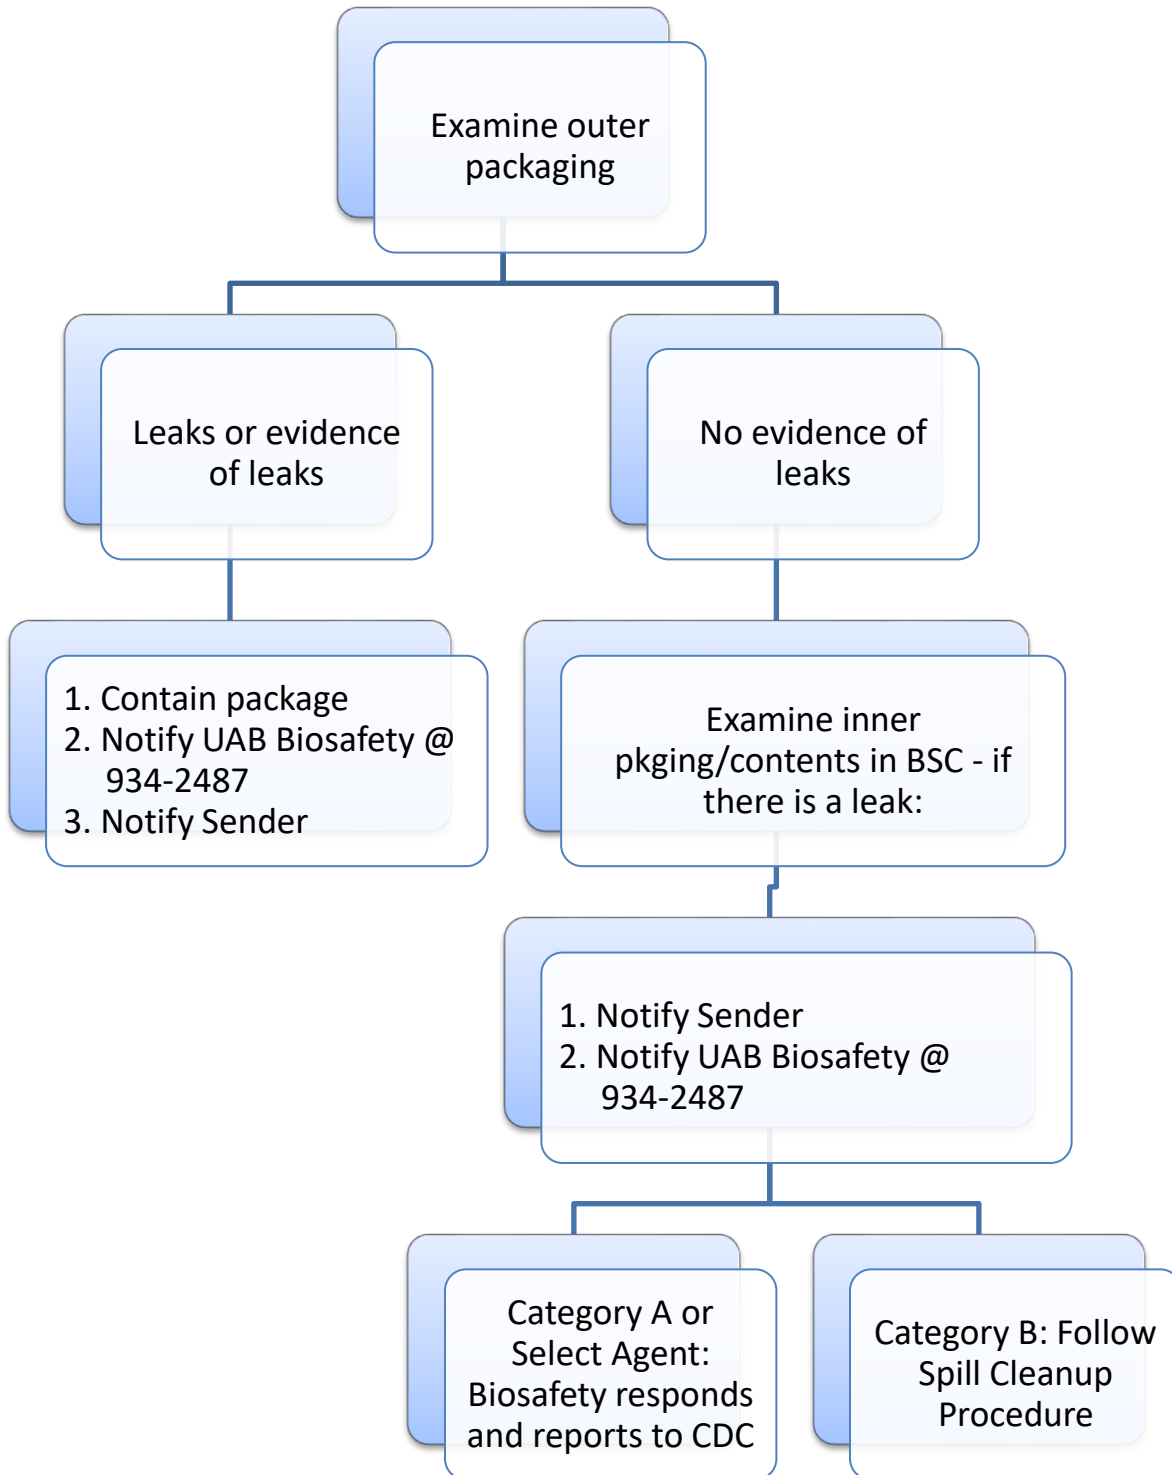 Examine outer
packaging
Leaks or evidence
of leaks
No evidence of
leaks
1. Contain package
2. Notify UAB Biosafety @
934-2487
3. Notify Sender
Examine inner
pkging/contents in BSC - if
there is a leak:
1. Notify Sender
2. Notify UAB Biosafety @
934-2487
Category A or
Select Agent:
Biosafety responds
and reports to CDC
Category B: Follow
Spill Cleanup
Procedure